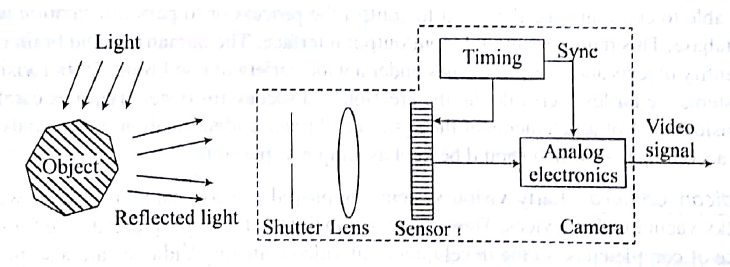 Light
Timing
Sync
Object
Analog
electronics
Video
signal
Reflected light
Shutter
Lens
Sensor
Camera